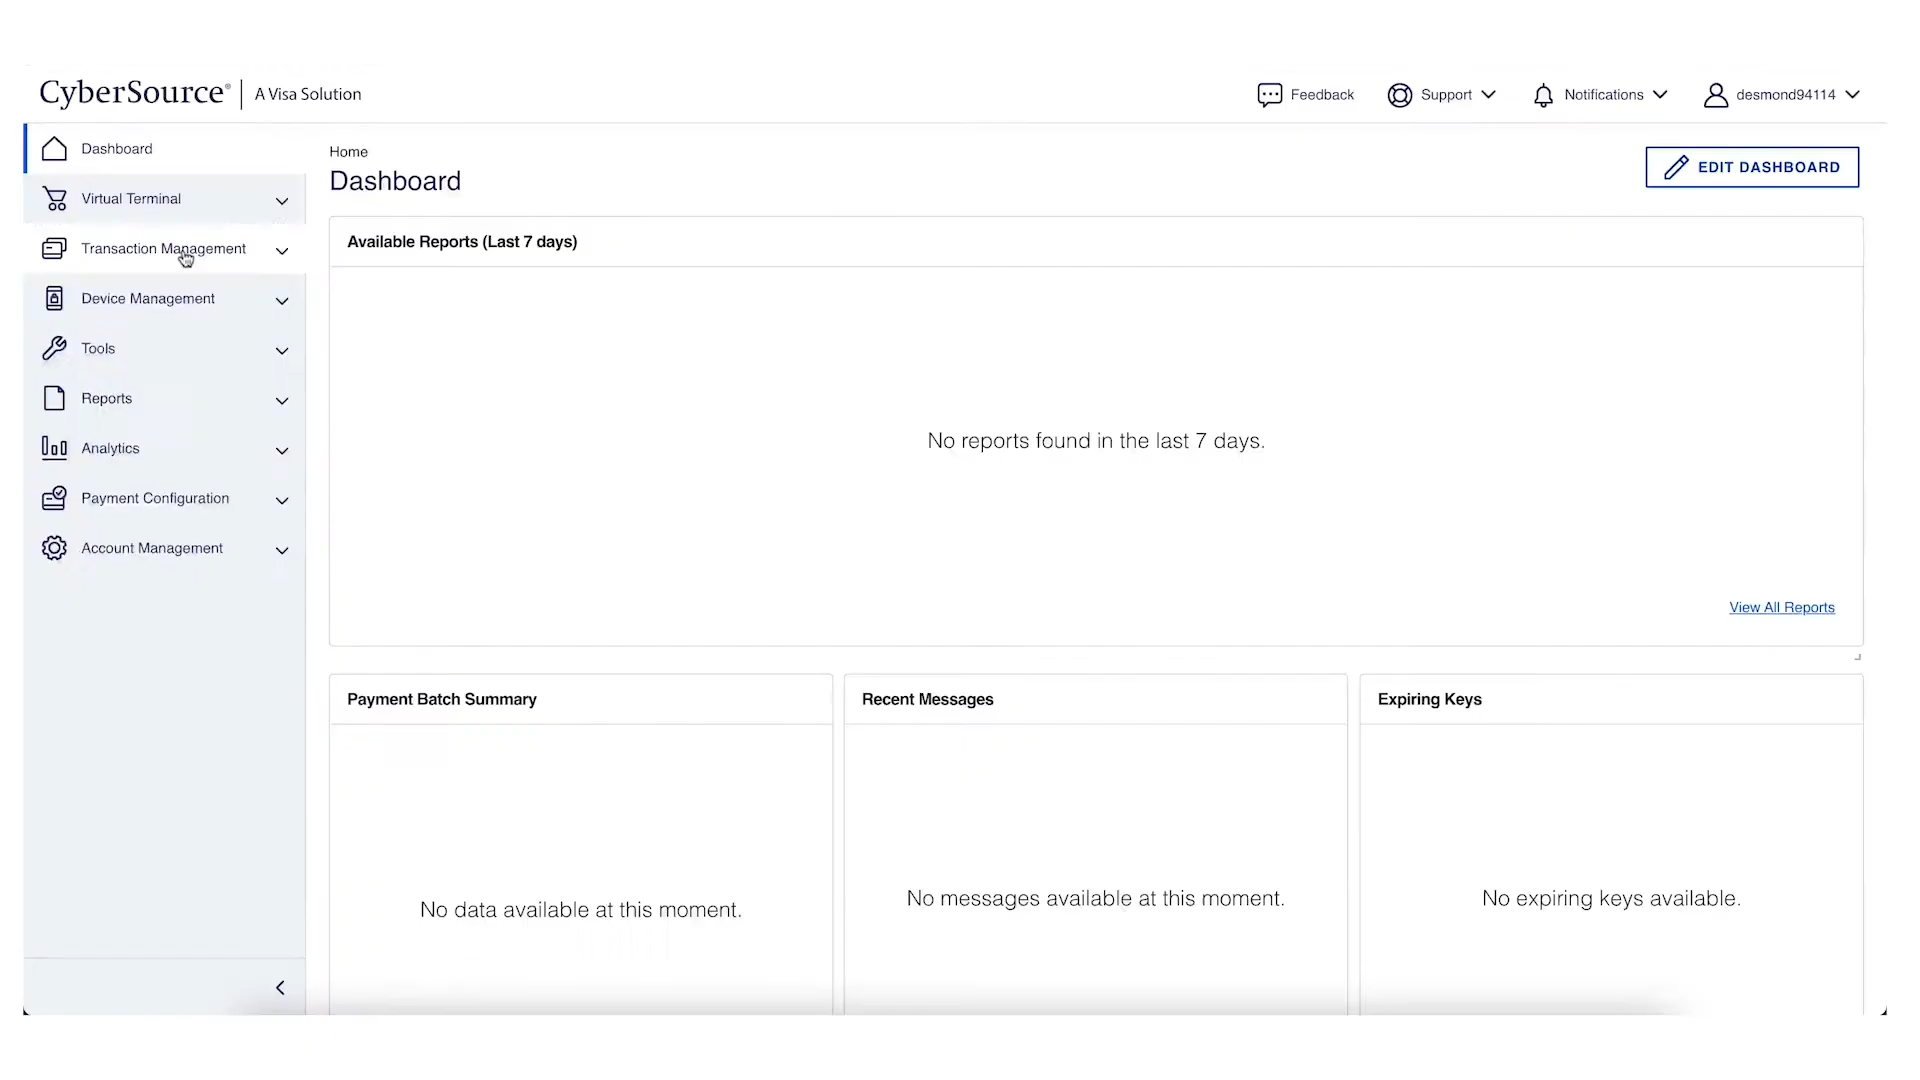 CyberSource® | A Visa Solution
Feedback
Support
Notifications
desmond94114
Dashboard
Virtual Terminal
Transaction Management
Device Management
Tools
Reports
Analytics
Payment Configuration
Account Management
Home
Dashboard
EDIT DASHBOARD
Available Reports (Last 7 days)
No reports found in the last 7 days.
View All Reports
Payment Batch Summary
No data available at this moment.
Recent Messages
No messages available at this moment.
Expiring Keys
No expiring keys available.